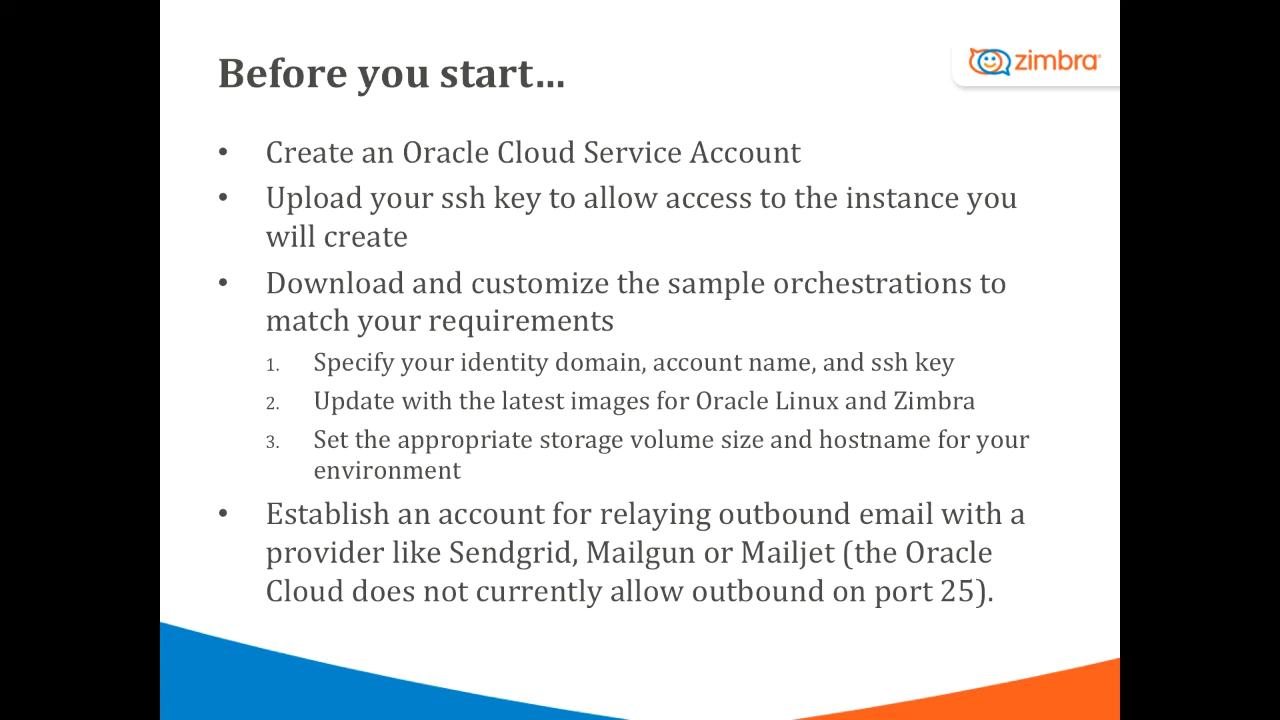 Before you start...
zimbra
• Create an Oracle Cloud Service Account
• Upload your ssh key to allow access to the instance you
will create
• Download and customize the sample orchestrations to
match your requirements
1. Specify your identity domain, account name, and ssh key
2. Update with the latest images for Oracle Linux and Zimbra
3. Set the appropriate storage volume size and hostname for your
environment
• Establish an account for relaying outbound email with a
provider like Sendgrid, Mailgun or Mailjet (the Oracle
Cloud does not currently allow outbound on port 25).